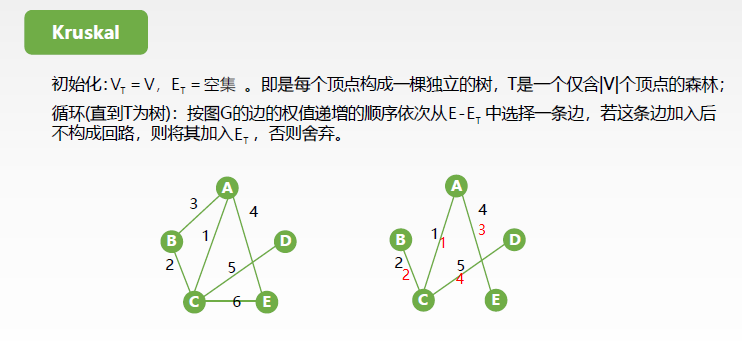 Kruskal
初始化:V_T = V，E_T = 空集 。即是每个顶点构成一棵独立的树，T是一个仅含|V|个顶点的森林；
循环(直到T为树)：按图G的边的权值递增的顺序依次从E-E_T 中选择一条边，若这条边加入后
不构成回路，则将其加入E_T ，否则舍弃。
A
3
4
B
1
D
2
5
C
6
E
A
4
3
B
1
1
D
2
2
5
4
C
E